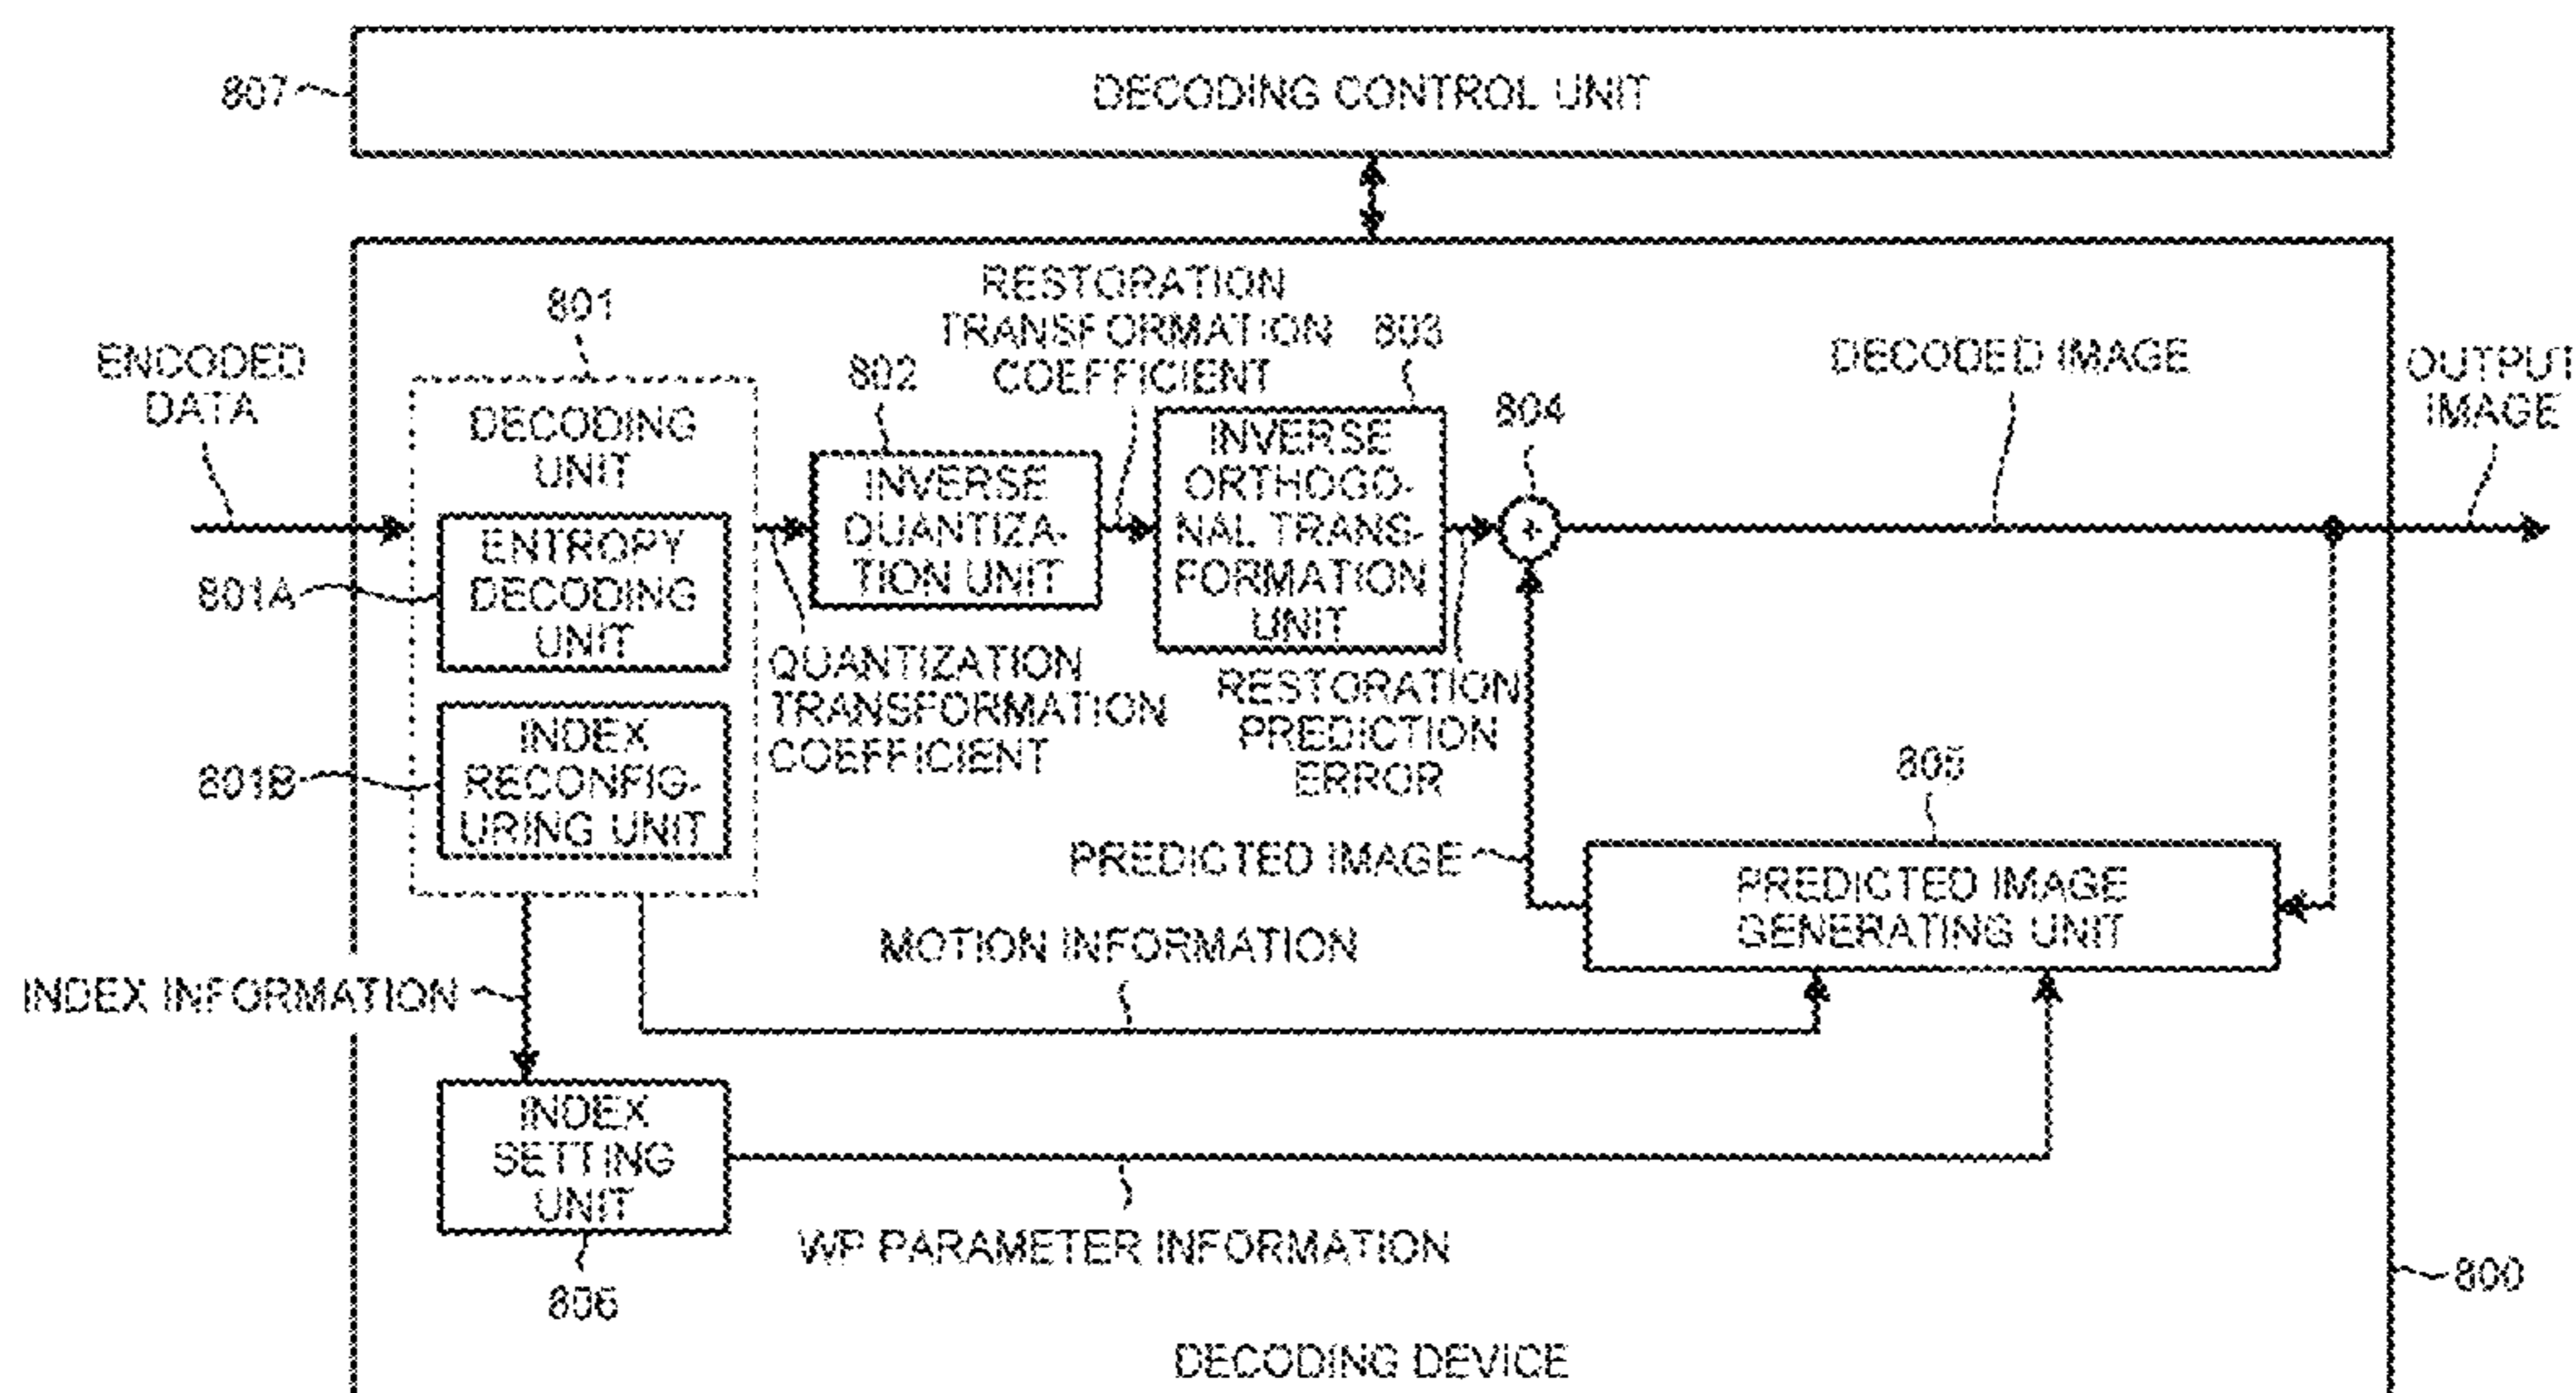 807
DECODING CONTROL UNIT
RESTORATION
TRANSFORMATION
COEFFICIENT
801
802
803
804
ENCODED
DATA
DECODING
UNIT
DECODED IMAGE
OUTPUT
IMAGE
INVERSE
QUANTIZA-
TION UNIT
INVERSE
ORTHOGO-
NAL TRANS-
FORMATION
UNIT
+
801A
ENTROPY
DECODING
UNIT
QUANTIZATION
TRANSFORMATION
COEFFICIENT
RESTORATION
PREDICTION
ERROR
801B
INDEX
RECONFIG-
URING UNIT
805
PREDICTED IMAGE
PREDICTED IMAGE
GENERATING UNIT
MOTION INFORMATION
INDEX INFORMATION
INDEX
SETTING
UNIT
WP PARAMETER INFORMATION
806
800
DECODING DEVICE